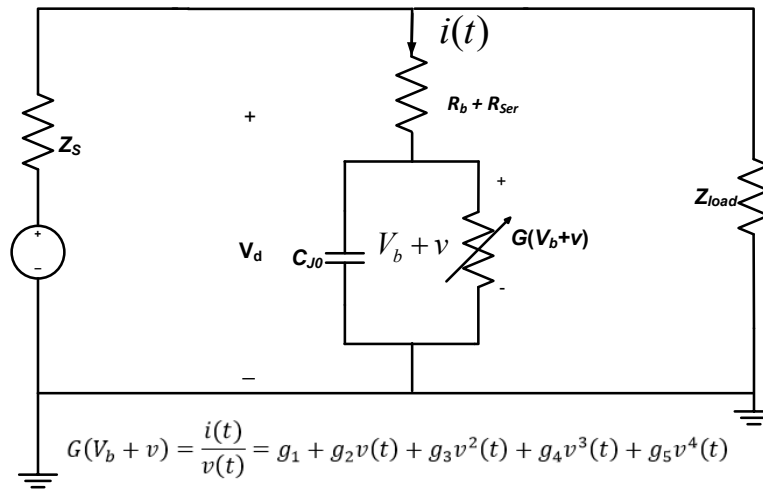 i(t)
R_b + R_Ser
+
Z_S
+
Z_load
+
−
V_d
C_J0
V_b + v
G(V_b+v)
-
−
G(V_b + v) = i(t)/v(t) = g_1 + g_2v(t) + g_3v^2(t) + g_4v^3(t) + g_5v^4(t)